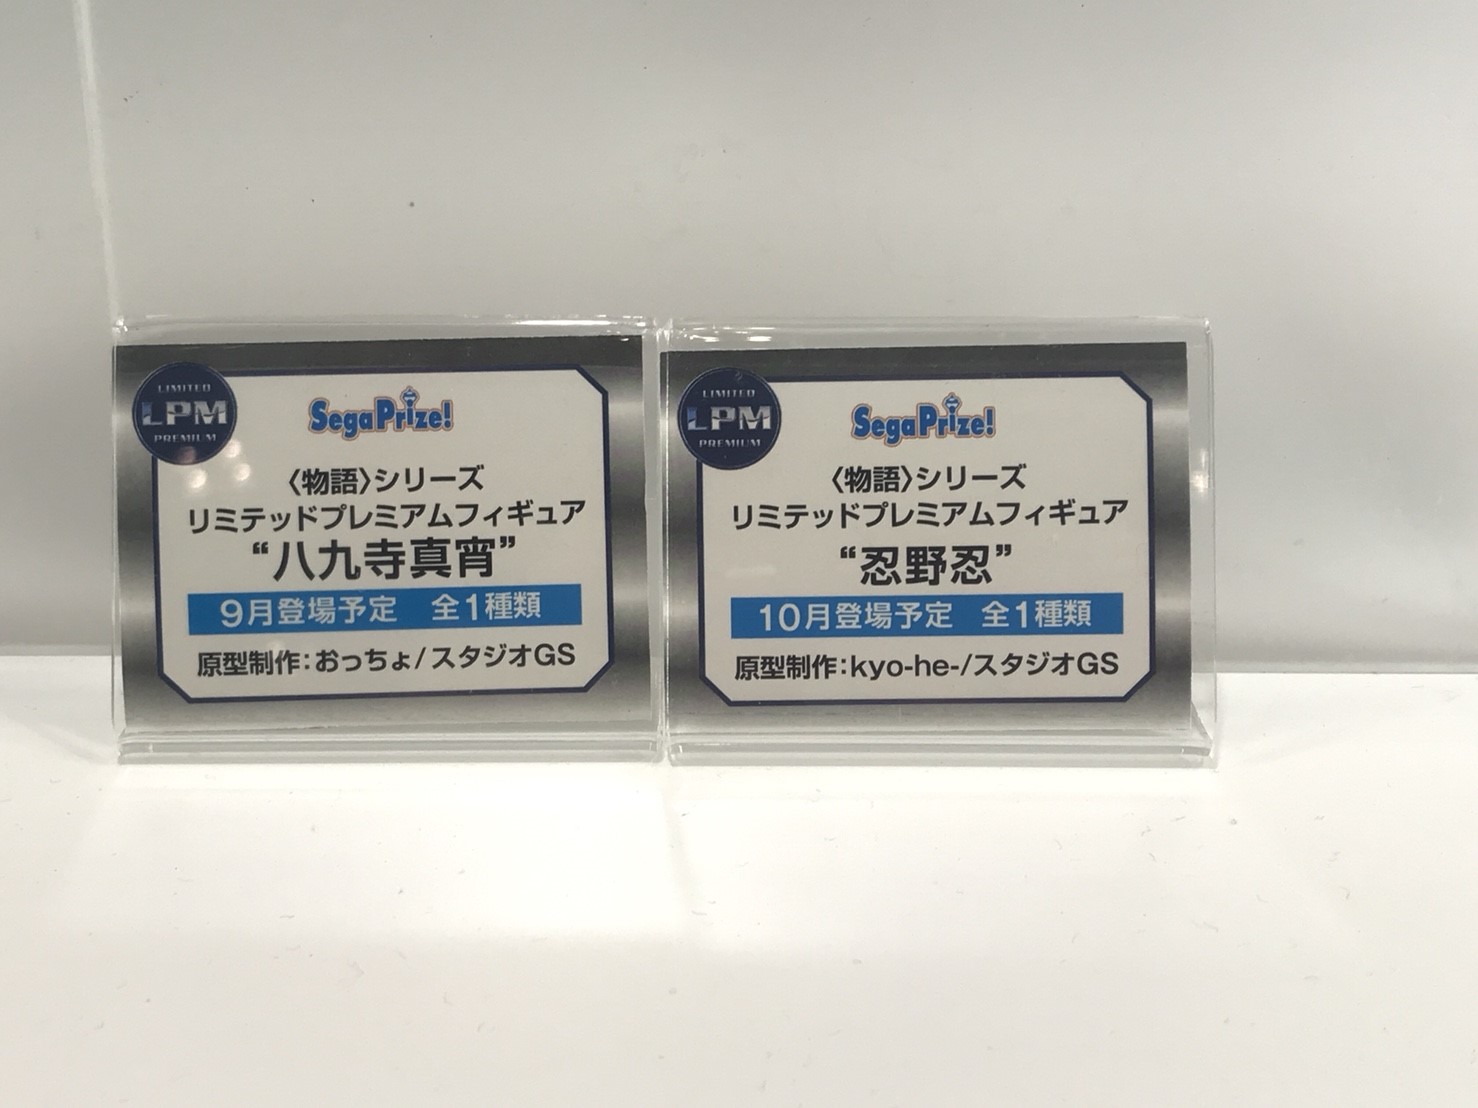 LIMITED
LPM
PREMIUM
SegaPrize!
〈物語〉シリーズ
リミテッドプレミアムフィギュア
“八九寺真宵”
9月登場予定　全1種類
原型制作：おっちょ/スタジオGS
LIMITED
LPM
PREMIUM
SegaPrize!
〈物語〉シリーズ
リミテッドプレミアムフィギュア
“忍野忍”
10月登場予定　全1種類
原型制作：kyo-he-/スタジオGS